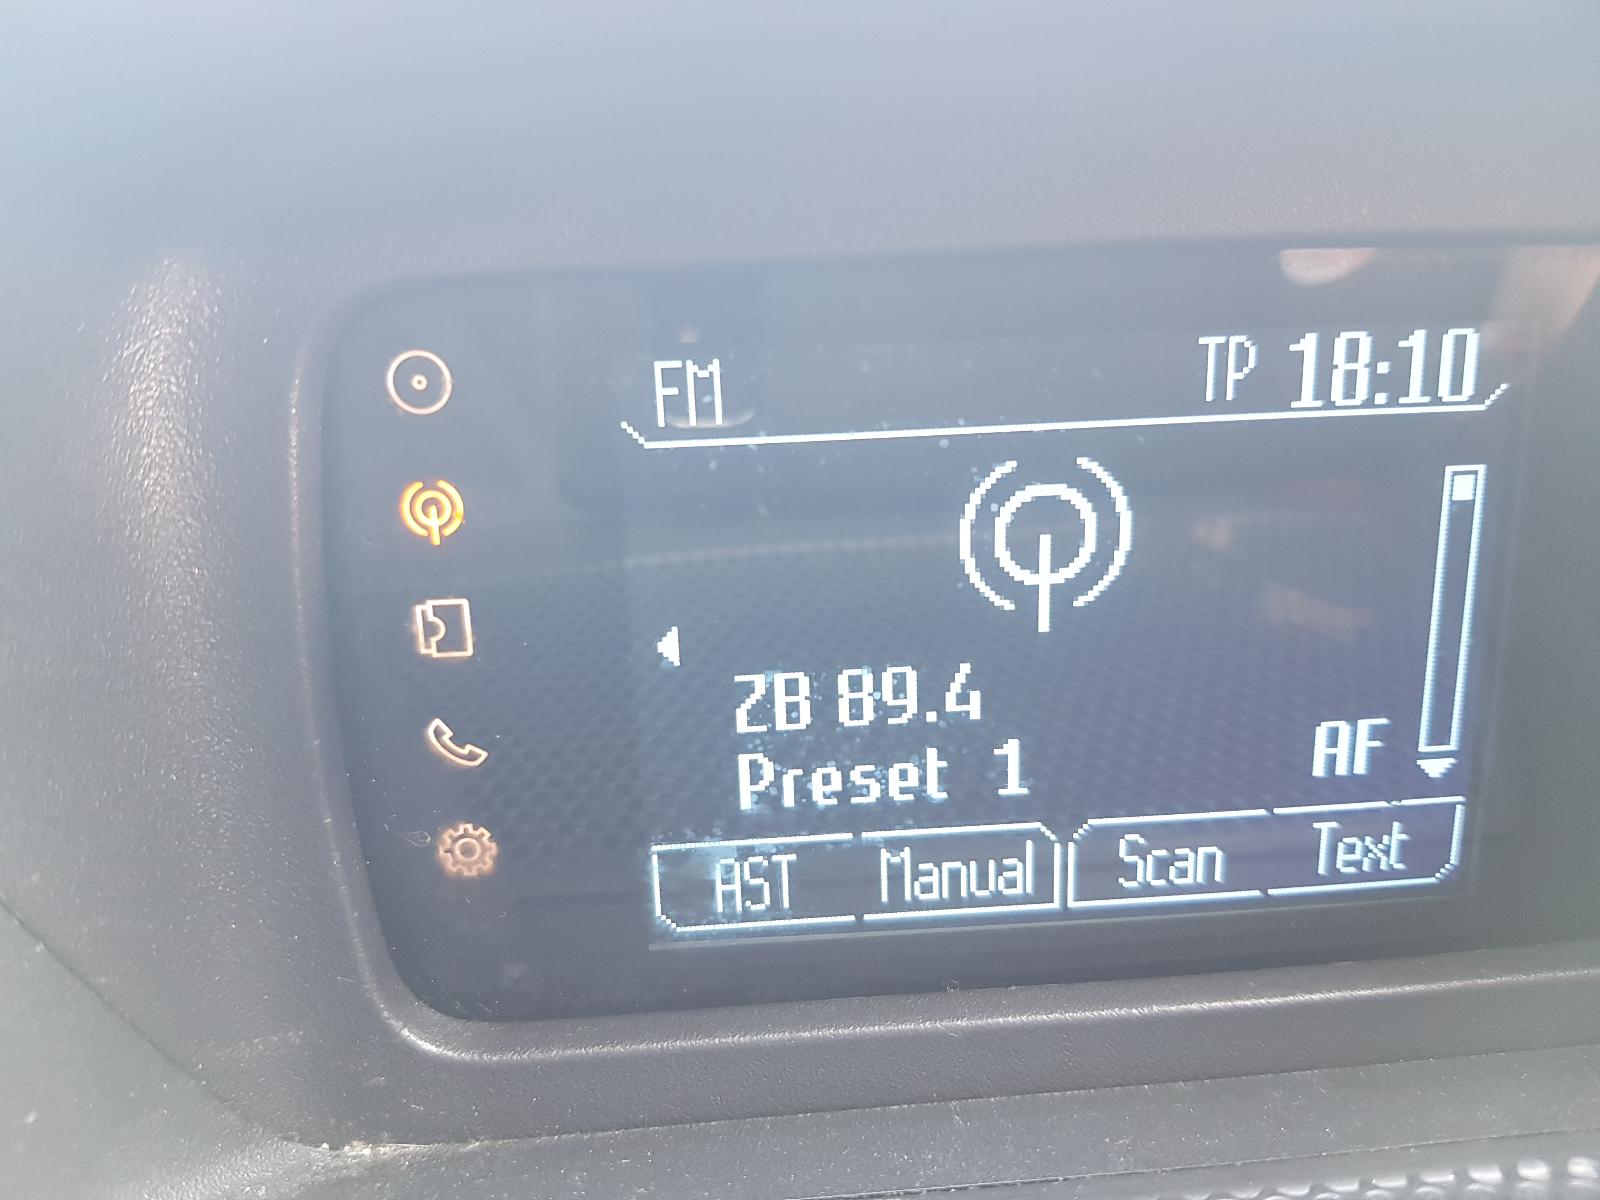 FM TP 18:10
ZB 89.4
Preset 1 AF
AST Manual Scan Text